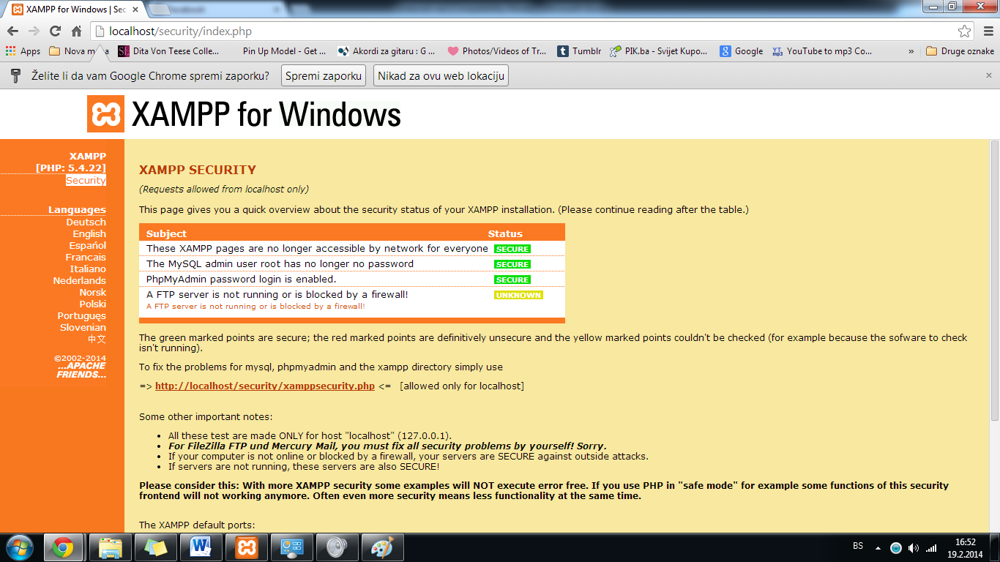 XAMPP for Windows | Sec
localhost/security/index.php
Apps
Nova m pa
Dita Von Teese Colle...
Pin Up Model - Get ...
Akordi za gitaru : G ...
Photos/Videos of Tr...
Tumblr
PIK.ba - Svijet Kupo...
Google
YouTube to mp3 Co...
»
Druge oznake
Želite li da vam Google Chrome spremi zaporku?
Spremi zaporku
Nikad za ovu web lokaciju
XAMPP for Windows
XAMPP
[PHP: 5.4.22]
Security
Languages
Deutsch
English
Espańol
Francais
Italiano
Nederlands
Norsk
Polski
Portuguęs
Slovenian
中文
©2002-2014
...APACHE
FRIENDS...
XAMPP SECURITY
(Requests allowed from localhost only)
This page gives you a quick overview about the security status of your XAMPP installation. (Please continue reading after the table.)
Subject Status
These XAMPP pages are no longer accessible by network for everyone SECURE
The MySQL admin user root has no longer no password SECURE
PhpMyAdmin password login is enabled. SECURE
A FTP server is not running or is blocked by a firewall! UNKNOWN
A FTP server is not running or is blocked by a firewall!
The green marked points are secure; the red marked points are definitively unsecure and the yellow marked points couldn't be checked (for example because the sofware to check
isn't running).
To fix the problems for mysql, phpmyadmin and the xampp directory simply use
=> http://localhost/security/xamppsecurity.php <= [allowed only for localhost]
Some other important notes:
• All these test are made ONLY for host "localhost" (127.0.0.1).
• For FileZilla FTP und Mercury Mail, you must fix all security problems by yourself! Sorry.
• If your computer is not online or blocked by a firewall, your servers are SECURE against outside attacks.
• If servers are not running, these servers are also SECURE!
Please consider this: With more XAMPP security some examples will NOT execute error free. If you use PHP in "safe mode" for example some functions of this security
frontend will not working anymore. Often even more security means less functionality at the same time.
The XAMPP default ports:
BS
16:52
19.2.2014